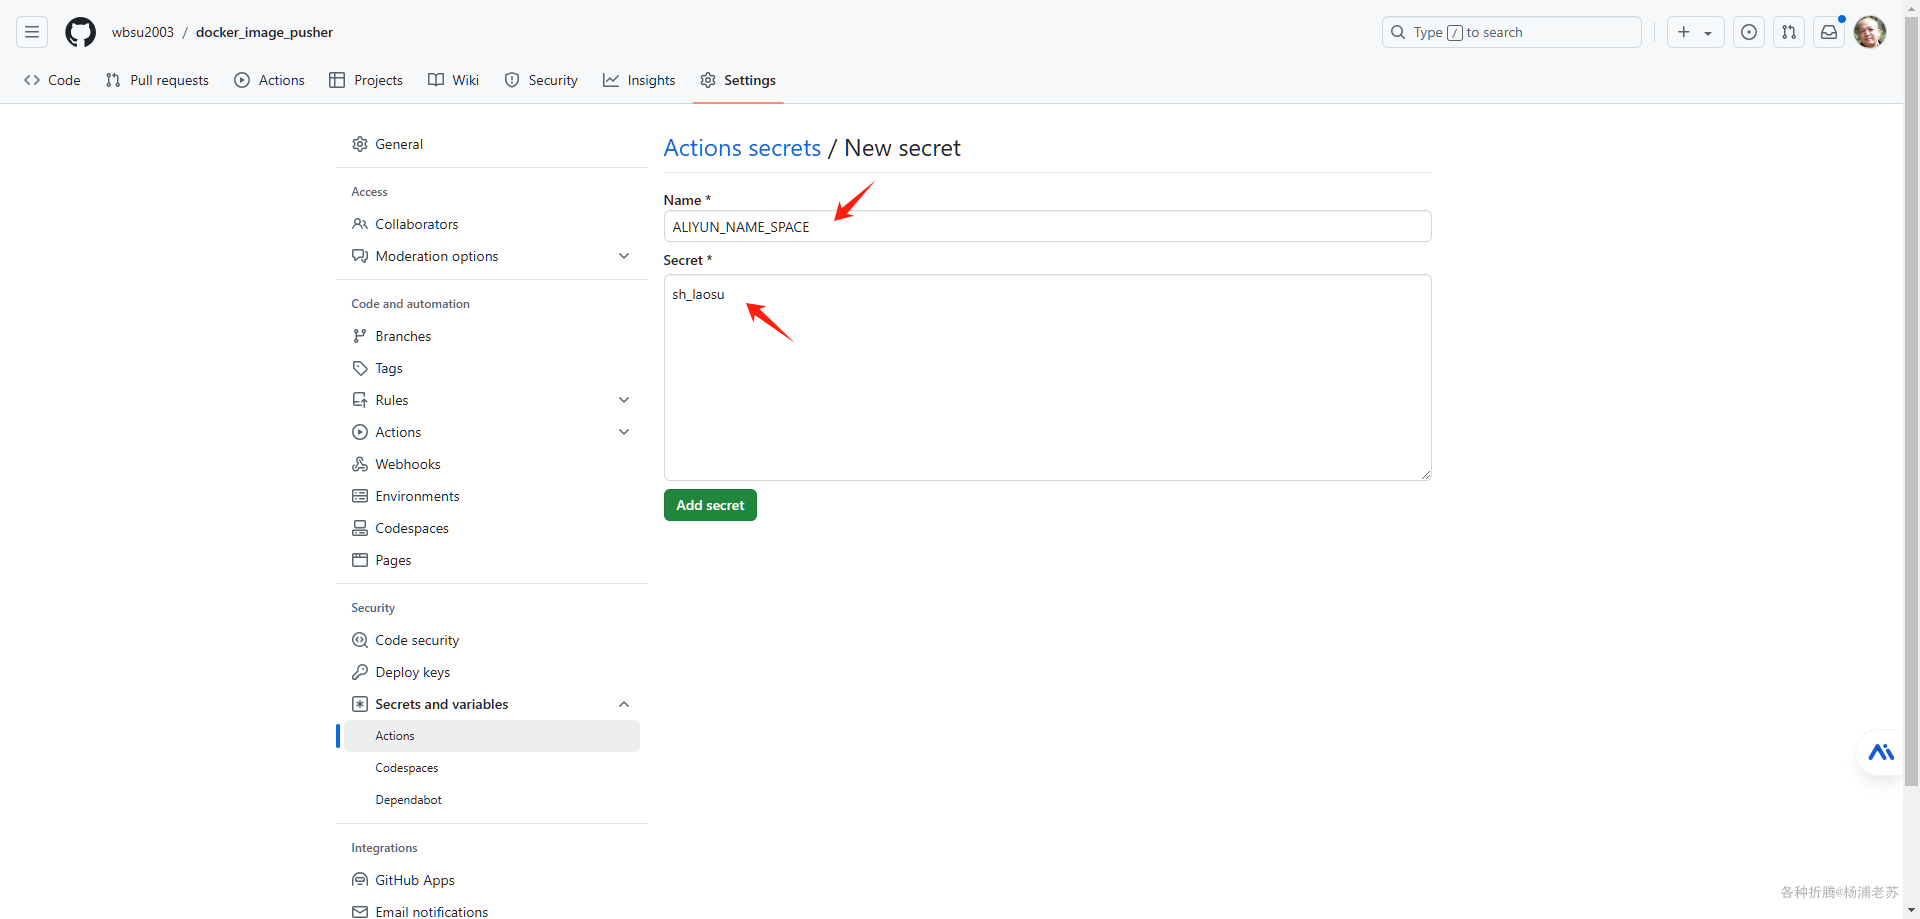 wbsu2003 / docker_image_pusher
Type / to search
Code
Pull requests
Actions
Projects
Wiki
Security
Insights
Settings
General
Access
Collaborators
Moderation options
Code and automation
Branches
Tags
Rules
Actions
Webhooks
Environments
Codespaces
Pages
Security
Code security
Deploy keys
Secrets and variables
Actions
Codespaces
Dependabot
Integrations
GitHub Apps
Email notifications
Actions secrets / New secret
Name *
ALIYUN_NAME_SPACE
Secret *
sh_laosu
Add secret
各种折腾@杨浦老苏